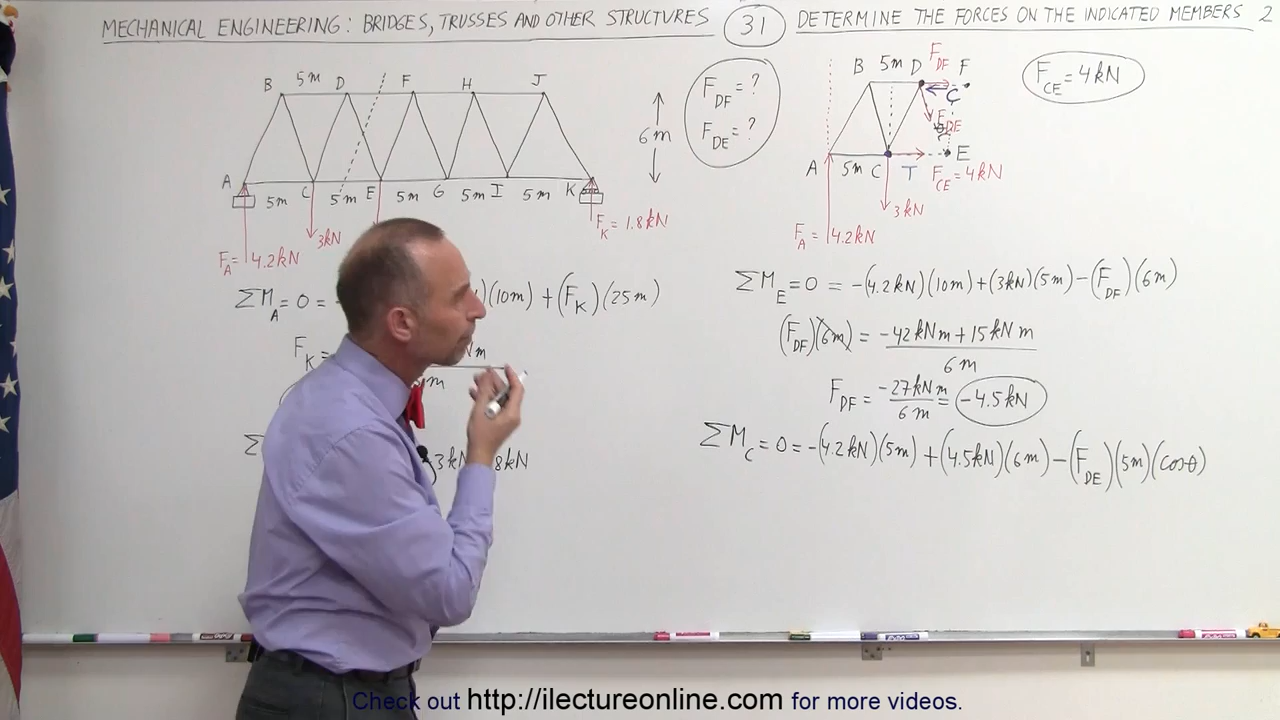 MECHANICAL ENGINEERING: BRIDGES, TRUSSES AND OTHER STRUCTURES
31
DETERMINE THE FORCES ON THE INDICATED MEMBERS 2
B 5m D F H J
A C E G I K
5m 5m 5m 5m 5m
6m
3kN
F_A = 4.2kN
F_K = 1.8kN
F_DF = ?
F_DE = ?
B 5m D F_DF F
C
F_DE
A 5m C T E
F_CE = 4kN
3kN
F_A = 4.2kN
F_CE = 4kN
ΣM_A = 0 = - )(10m) + (F_K)(25m)
F_K =
m
m
Σ 3kN 8kN
ΣM_E = 0 = -(4.2kN)(10m) + (3kN)(5m) - (F_DF)(6m)
(F_DF)(6m) = -42kNm + 15kNm
6m
F_DF = -27kNm / 6m = -4.5kN
ΣM_C = 0 = -(4.2kN)(5m) + (4.5kN)(6m) - (F_DE)(5m)(cosθ)
EXPO
Check out http://ilectureonline.com for more videos.